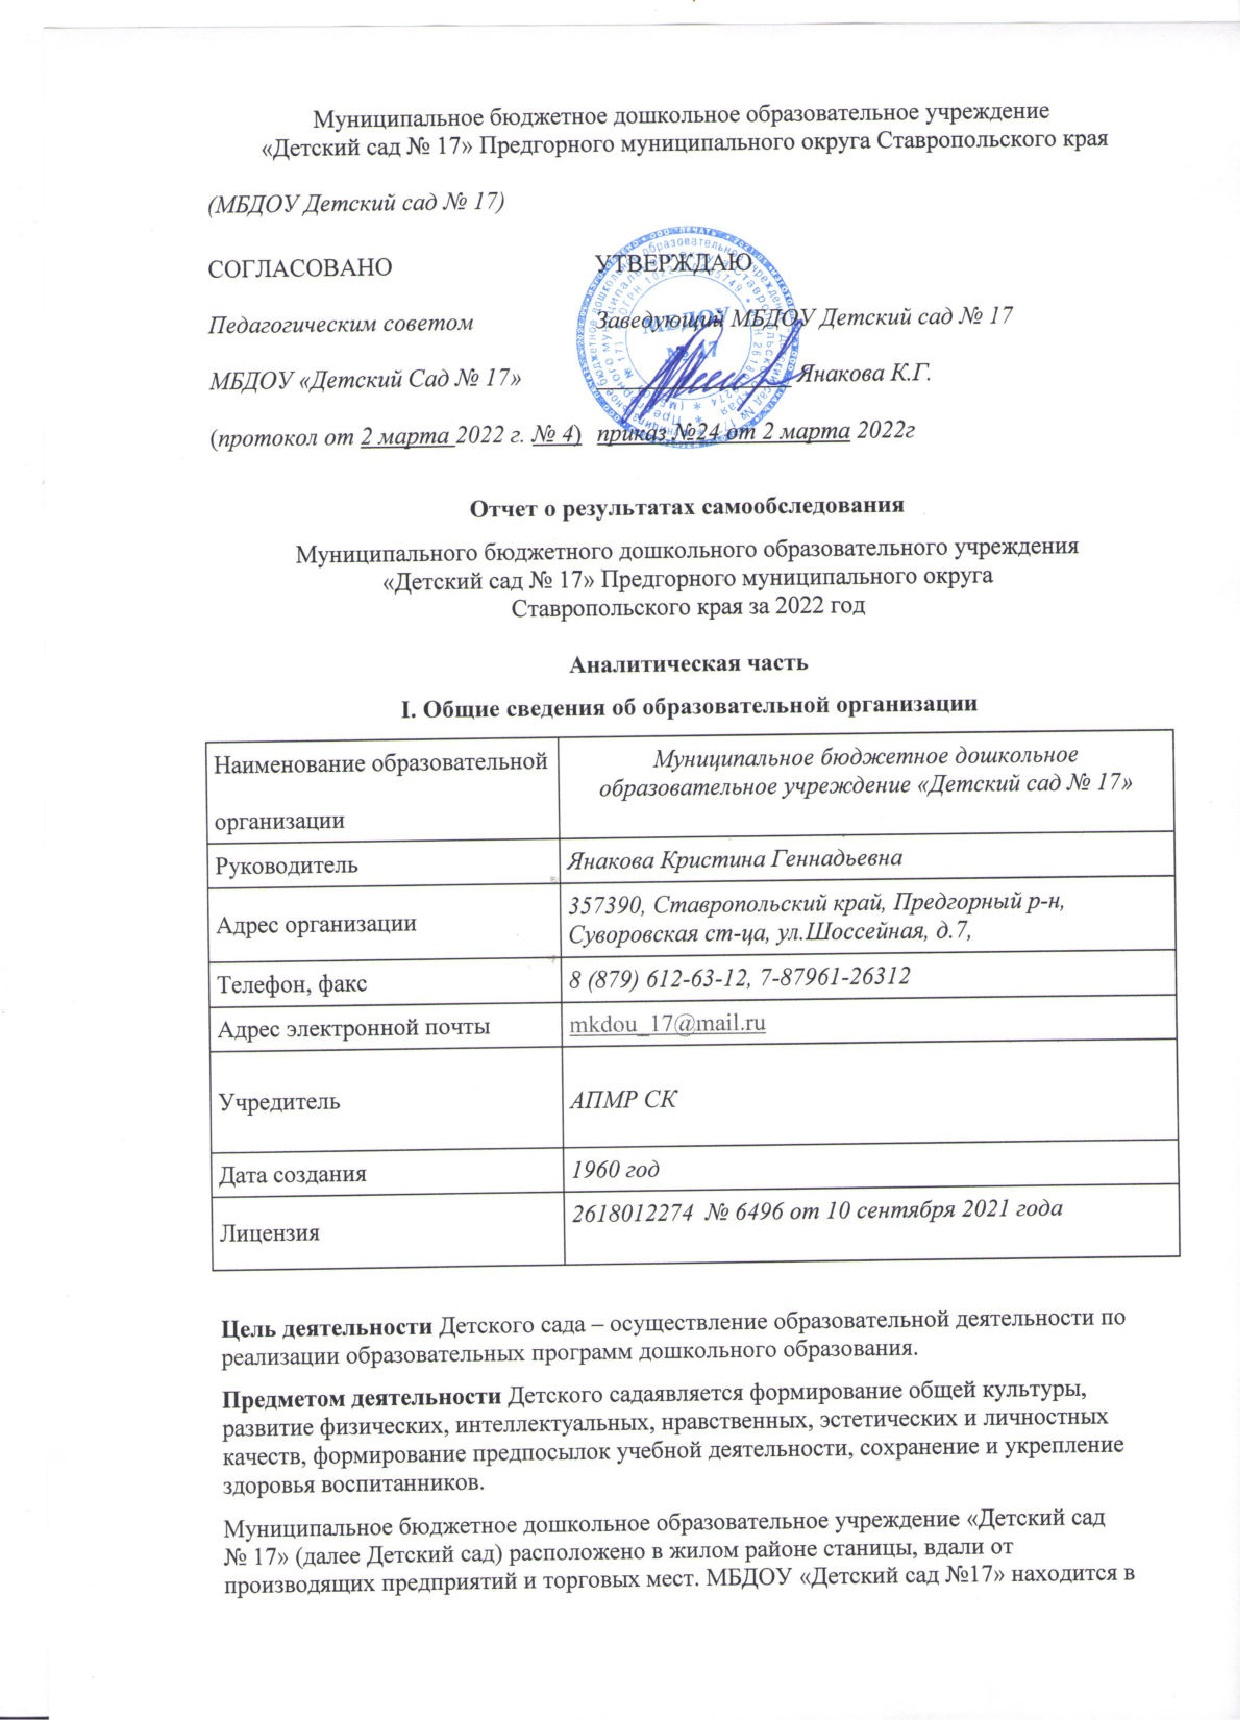 Муниципальное бюджетное дошкольное образовательное учреждение
«Детский сад № 17» Предгорного муниципального округа Ставропольского края
(МБДОУ Детский сад № 17)
СОГЛАСОВАНО УТВЕРЖДАЮ
Педагогическим советом Заведующий МБДОУ Детский сад № 17
МБДОУ «Детский Сад № 17» Янакова К.Г.
(протокол от 2 марта 2022 г. № 4) приказ №24 от 2 марта 2022г
МБДОУ
№ 17
Отчет о результатах самообследования
Муниципального бюджетного дошкольного образовательного учреждения
«Детский сад № 17» Предгорного муниципального округа
Ставропольского края за 2022 год
Аналитическая часть
I. Общие сведения об образовательной организации
Наименование образовательной
организации
Муниципальное бюджетное дошкольное
образовательное учреждение «Детский сад № 17»
Руководитель Янакова Кристина Геннадьевна
Адрес организации
357390, Ставропольский край, Предгорный р-н,
Суворовская ст-ца, ул.Шоссейная, д.7,
Телефон, факс 8 (879) 612-63-12, 7-87961-26312
Адрес электронной почты mkdou_17@mail.ru
Учредитель АПМР СК
Дата создания 1960 год
Лицензия 2618012274 № 6496 от 10 сентября 2021 года
Цель деятельности Детского сада – осуществление образовательной деятельности по
реализации образовательных программ дошкольного образования.
Предметом деятельности Детского садаявляется формирование общей культуры,
развитие физических, интеллектуальных, нравственных, эстетических и личностных
качеств, формирование предпосылок учебной деятельности, сохранение и укрепление
здоровья воспитанников.
Муниципальное бюджетное дошкольное образовательное учреждение «Детский сад
№ 17» (далее Детский сад) расположено в жилом районе станицы, вдали от
производящих предприятий и торговых мест. МБДОУ «Детский сад №17» находится в